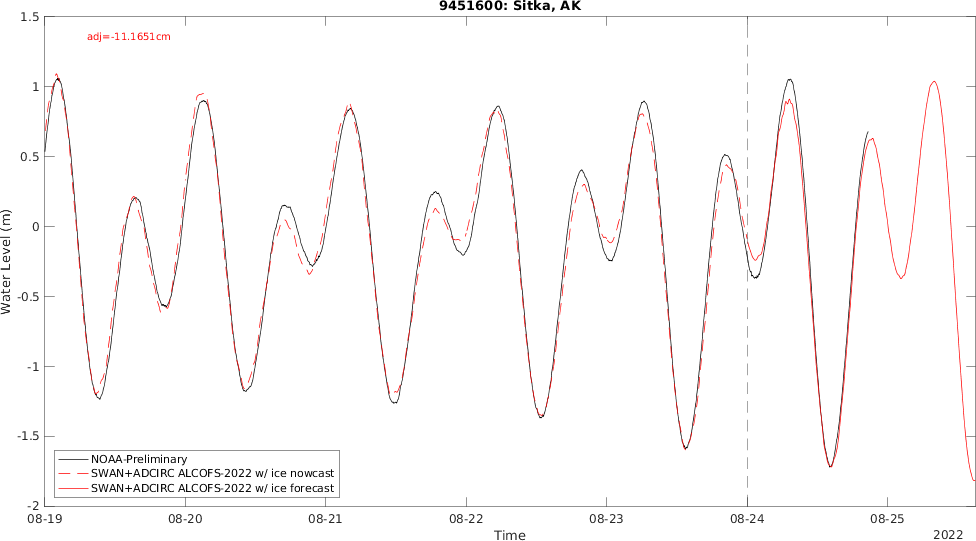 9451600: Sitka, AK
adj=-11.1651cm
1.5
1
0.5
0
-0.5
-1
-1.5
-2
Water Level (m)
NOAA-Preliminary
SWAN+ADCIRC ALCOFS-2022 w/ ice nowcast
SWAN+ADCIRC ALCOFS-2022 w/ ice forecast
08-19 08-20 08-21 08-22 08-23 08-24 08-25
Time
2022